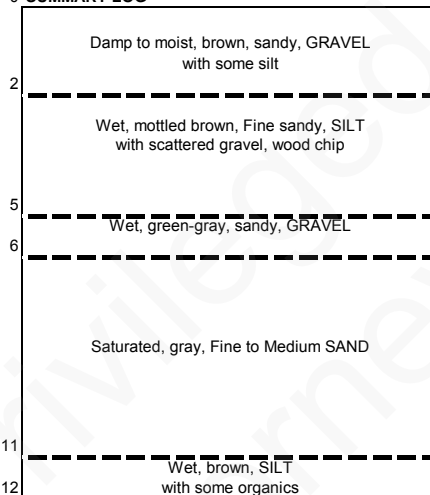 0 SUMMARY LOG
Damp to moist, brown, sandy, GRAVEL
with some silt
2
Wet, mottled brown, Fine sandy, SILT
with scattered gravel, wood chip
5
Wet, green-gray, sandy, GRAVEL
6
Saturated, gray, Fine to Medium SAND
11
Wet, brown, SILT
12 with some organics